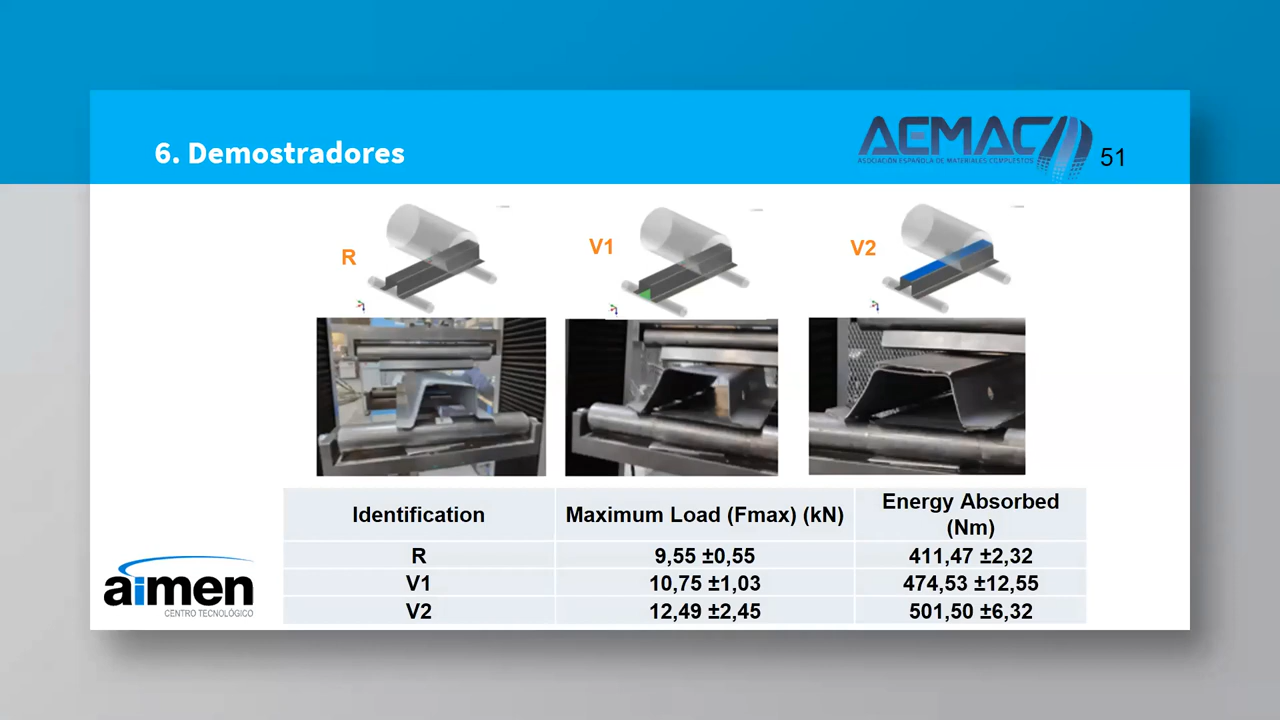 6. Demostradores
AEMAC
ASOCIACIÓN ESPAÑOLA DE MATERIALES COMPUESTOS
51
R
V1
V2
Identification
Maximum Load (Fmax) (kN)
Energy Absorbed
(Nm)
R
9,55 ±0,55
411,47 ±2,32
V1
10,75 ±1,03
474,53 ±12,55
V2
12,49 ±2,45
501,50 ±6,32
aimen
CENTRO TECNOLÓGICO